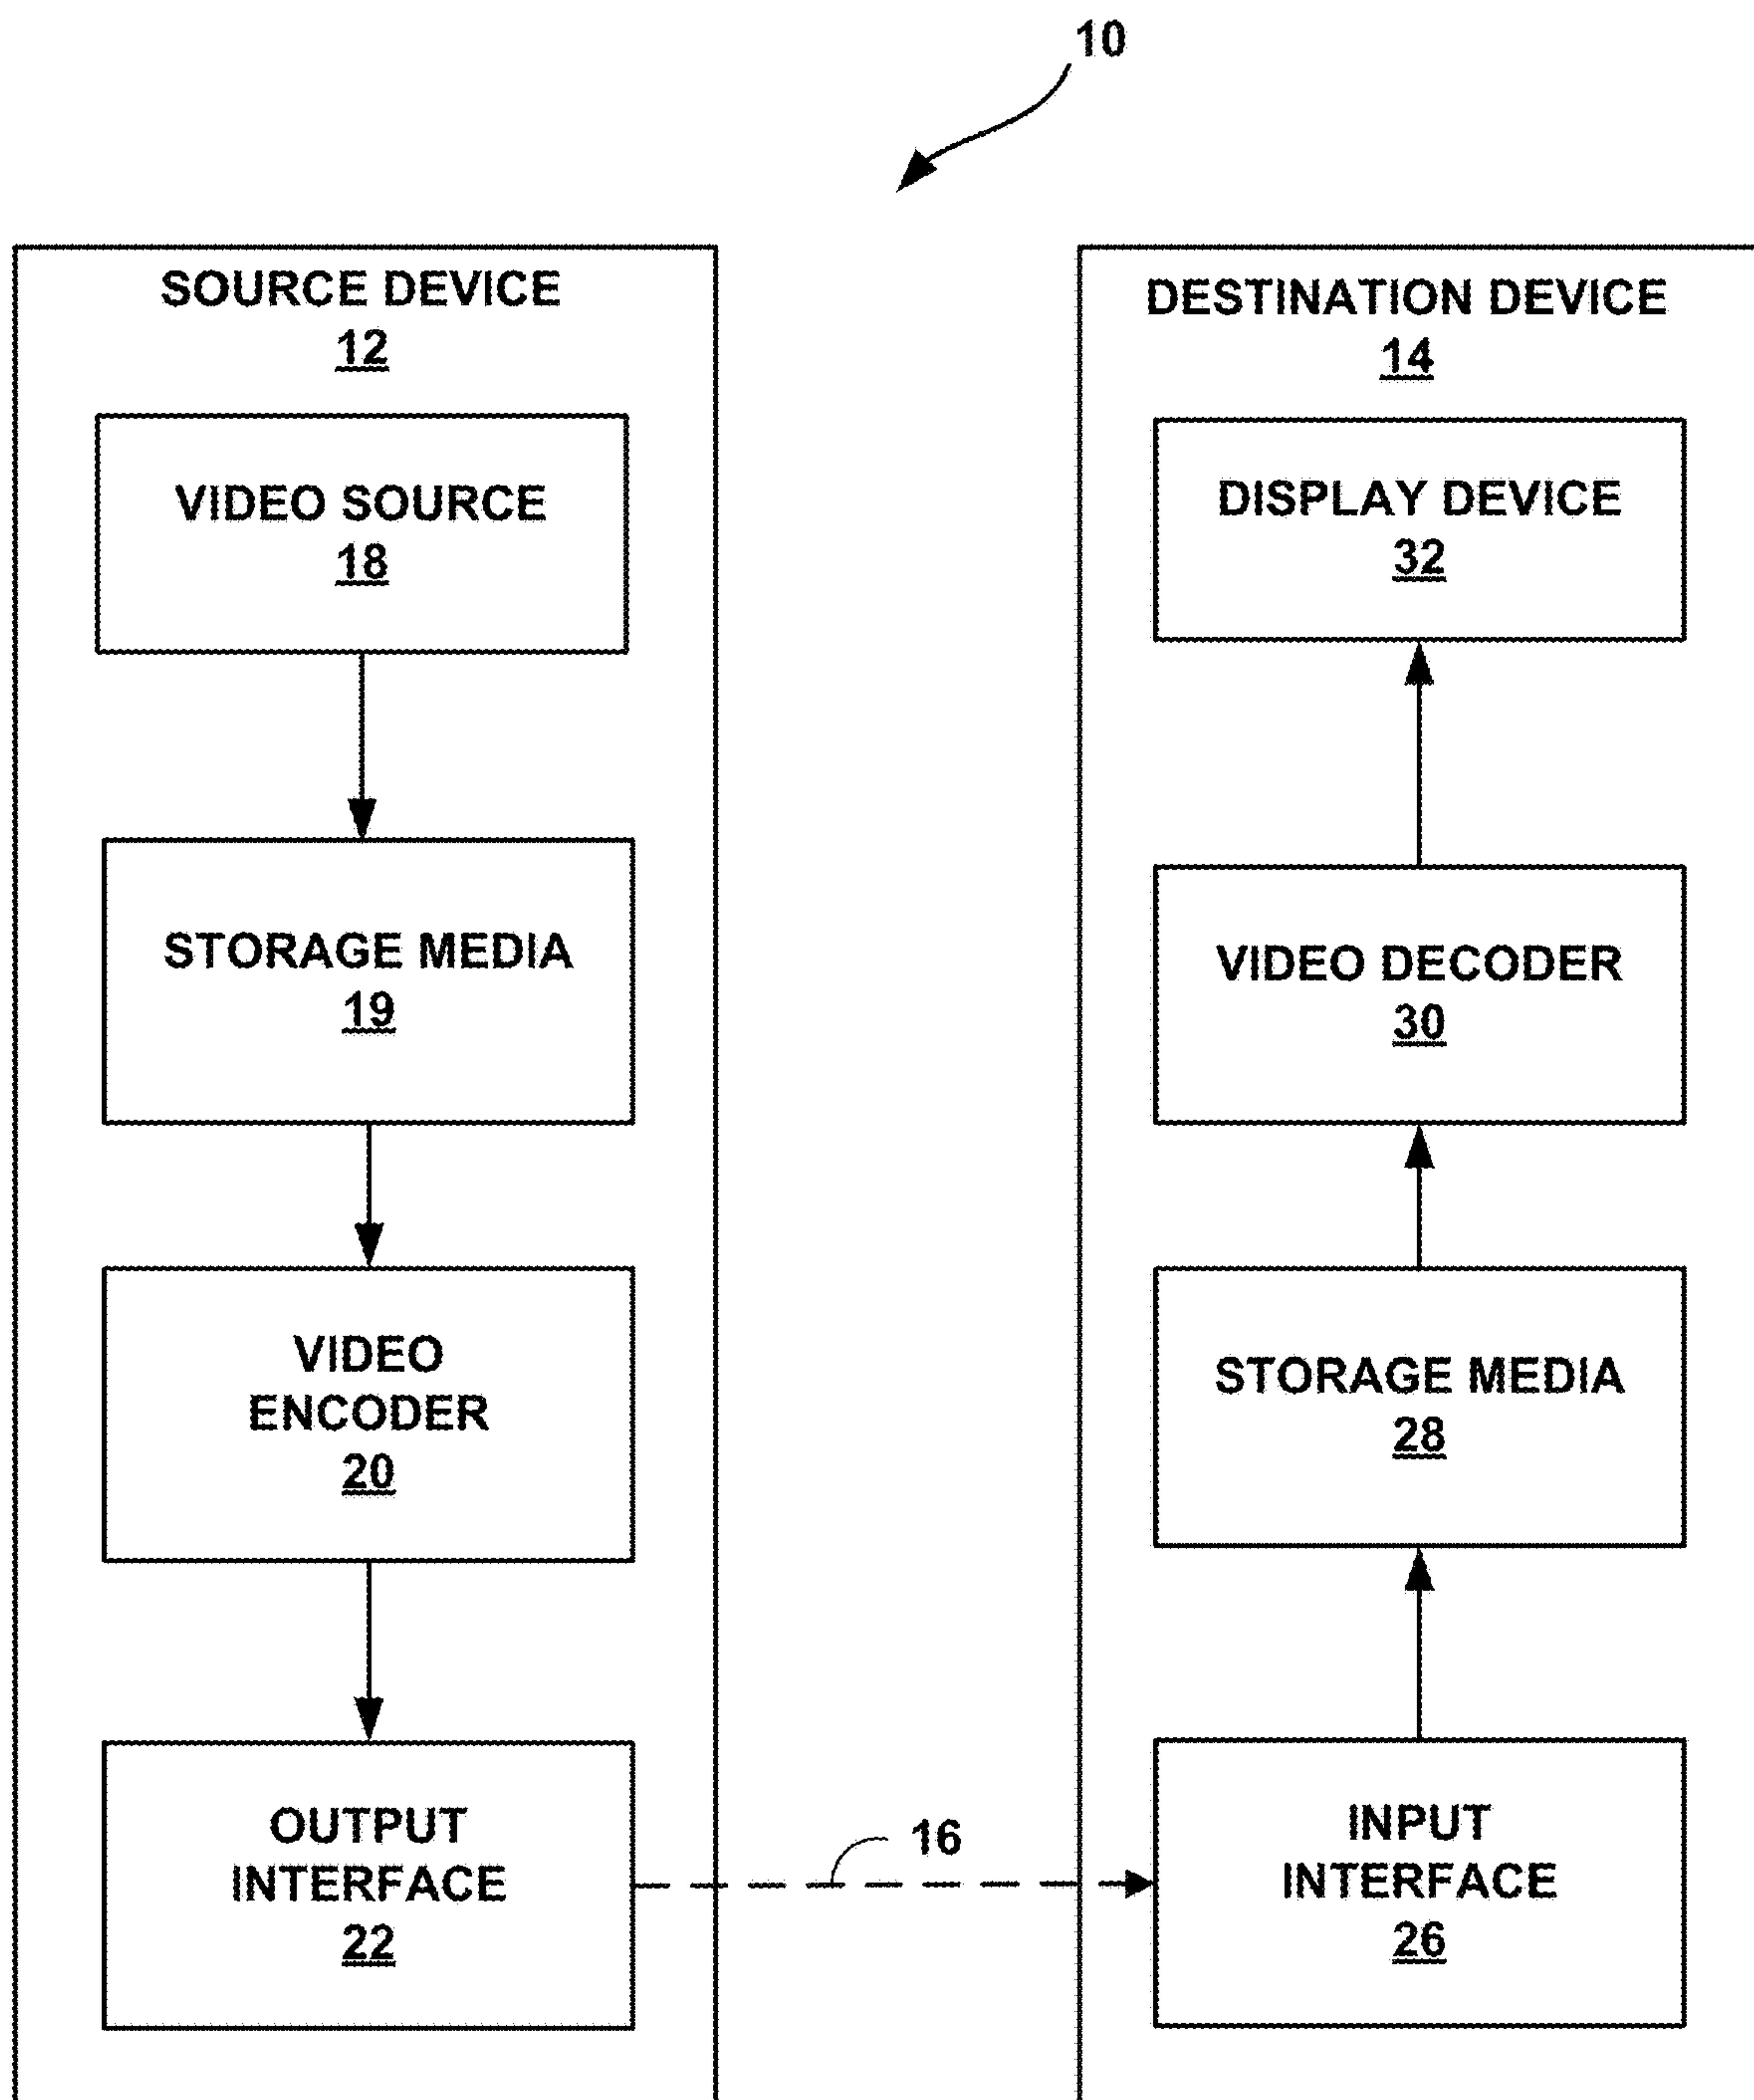 10
SOURCE DEVICE
12
VIDEO SOURCE
18
STORAGE MEDIA
19
VIDEO
ENCODER
20
OUTPUT
INTERFACE
22
16
DESTINATION DEVICE
14
DISPLAY DEVICE
32
VIDEO DECODER
30
STORAGE MEDIA
28
INPUT
INTERFACE
26